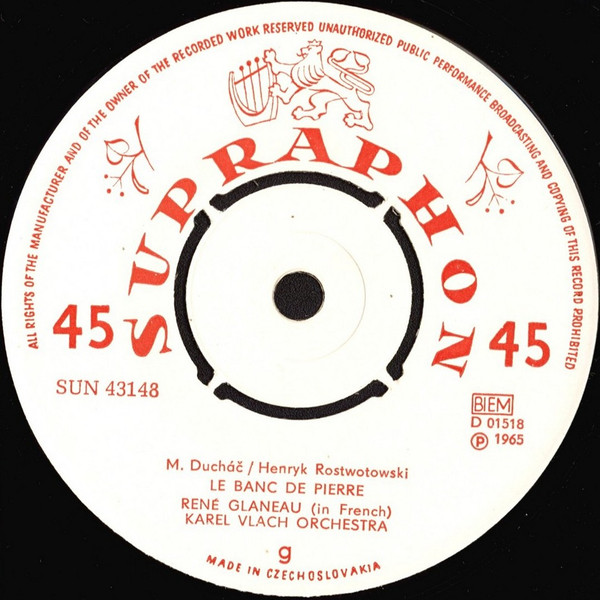 ALL RIGHTS OF THE MANUFACTURER AND OF THE OWNER OF THE RECORDED WORK RESERVED UNAUTHORIZED PUBLIC PERFORMANCE BROADCASTING AND COPYING OF THIS RECORD PROHIBITED
SUPRAPHON
45
45
SUN 43148
BIEM
D 01518
℗ 1965
M. Ducháč / Henryk Rostwotowski
LE BANC DE PIERRE
RENÉ GLANEAU (in French)
KAREL VLACH ORCHESTRA
g
MADE IN CZECHOSLOVAKIA